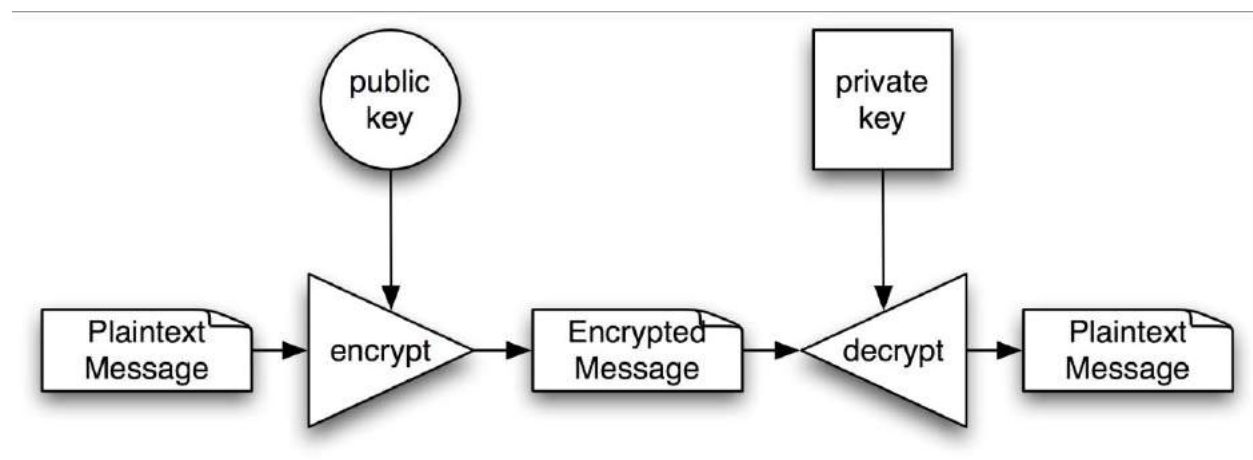 public
key
private
key
Plaintext
Message
encrypt
Encrypted
Message
decrypt
Plaintext
Message